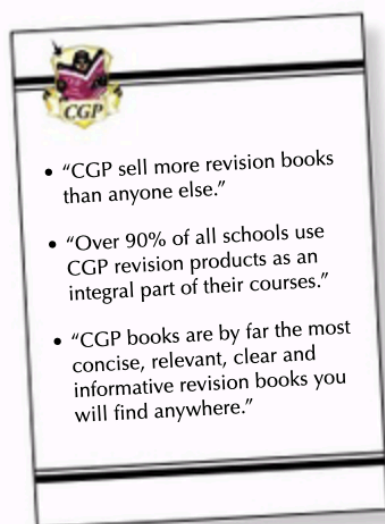 CGP
• “CGP sell more revision books
than anyone else.”
• “Over 90% of all schools use
CGP revision products as an
integral part of their courses.”
• “CGP books are by far the most
concise, relevant, clear and
informative revision books you
will find anywhere.”